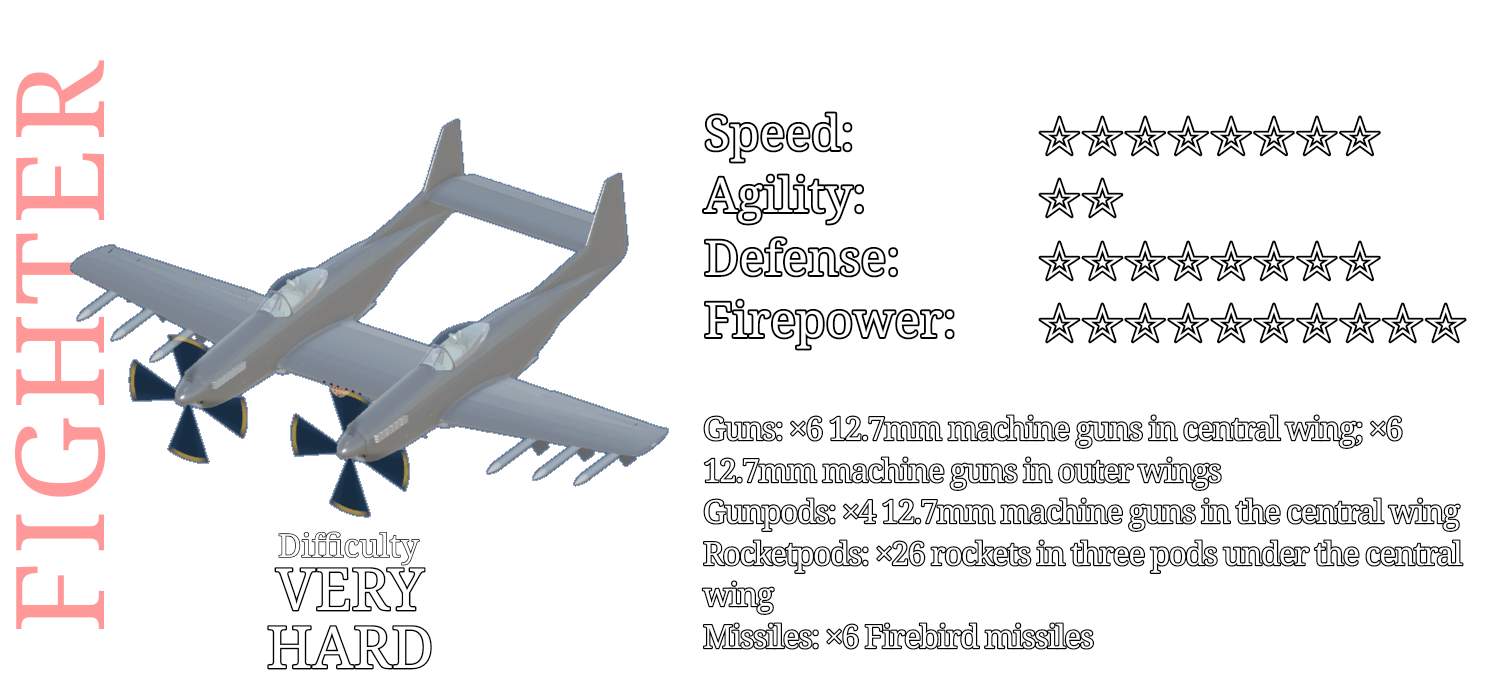 FIGHTER
Speed: ☆☆☆☆☆☆☆☆
Agility: ☆☆
Defense: ☆☆☆☆☆☆☆☆
Firepower: ☆☆☆☆☆☆☆☆☆☆
Guns: ×6 12.7mm machine guns in central wing; ×6
12.7mm machine guns in outer wings
Gunpods: ×4 12.7mm machine guns in the central wing
Rocketpods: ×26 rockets in three pods under the central
wing
Missiles: ×6 Firebird missiles
Difficulty
VERY
HARD